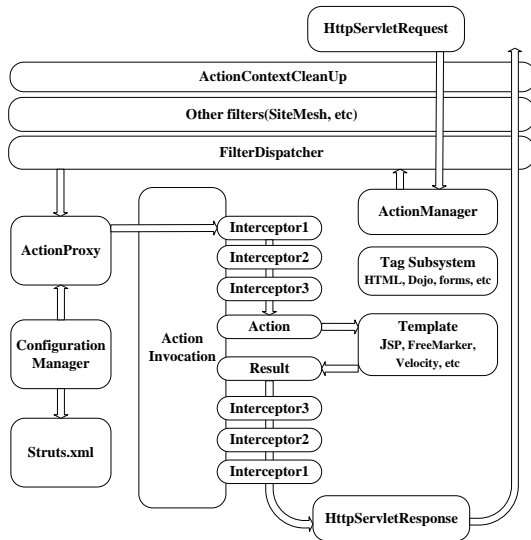 HttpServletRequest
ActionContextCleanUp
Other filters(SiteMesh, etc)
FilterDispatcher
ActionProxy
Configuration
Manager
Struts.xml
Action
Invocation
Interceptor1
Interceptor2
Interceptor3
Action
Result
Interceptor3
Interceptor2
Interceptor1
ActionManager
Tag Subsystem
HTML, Dojo, forms, etc
Template
JSP, FreeMarker,
Velocity, etc
HttpServletResponse